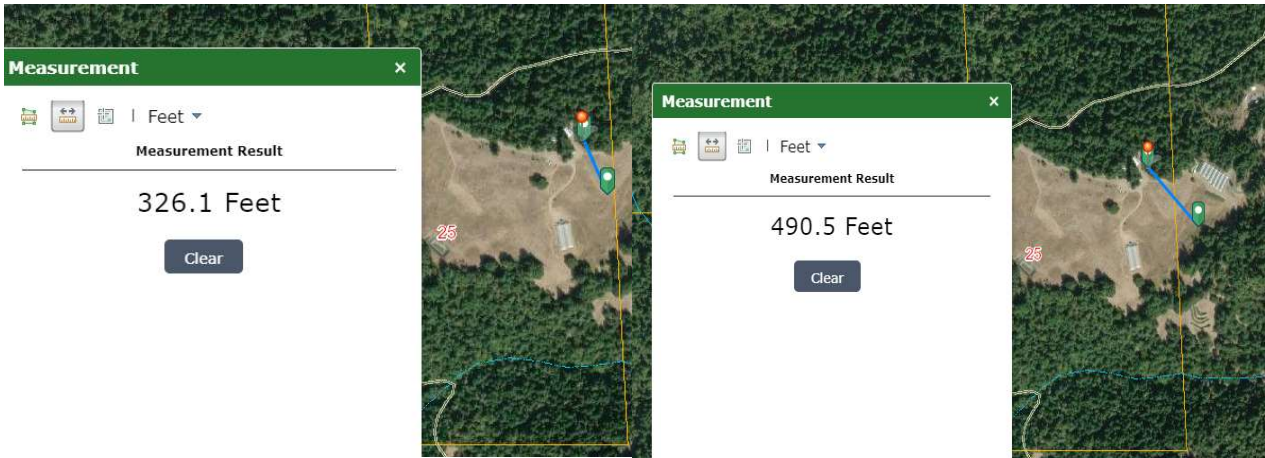 Measurement ×
Feet
Measurement Result
326.1 Feet
Clear
25
Measurement ×
Feet
Measurement Result
490.5 Feet
Clear
25